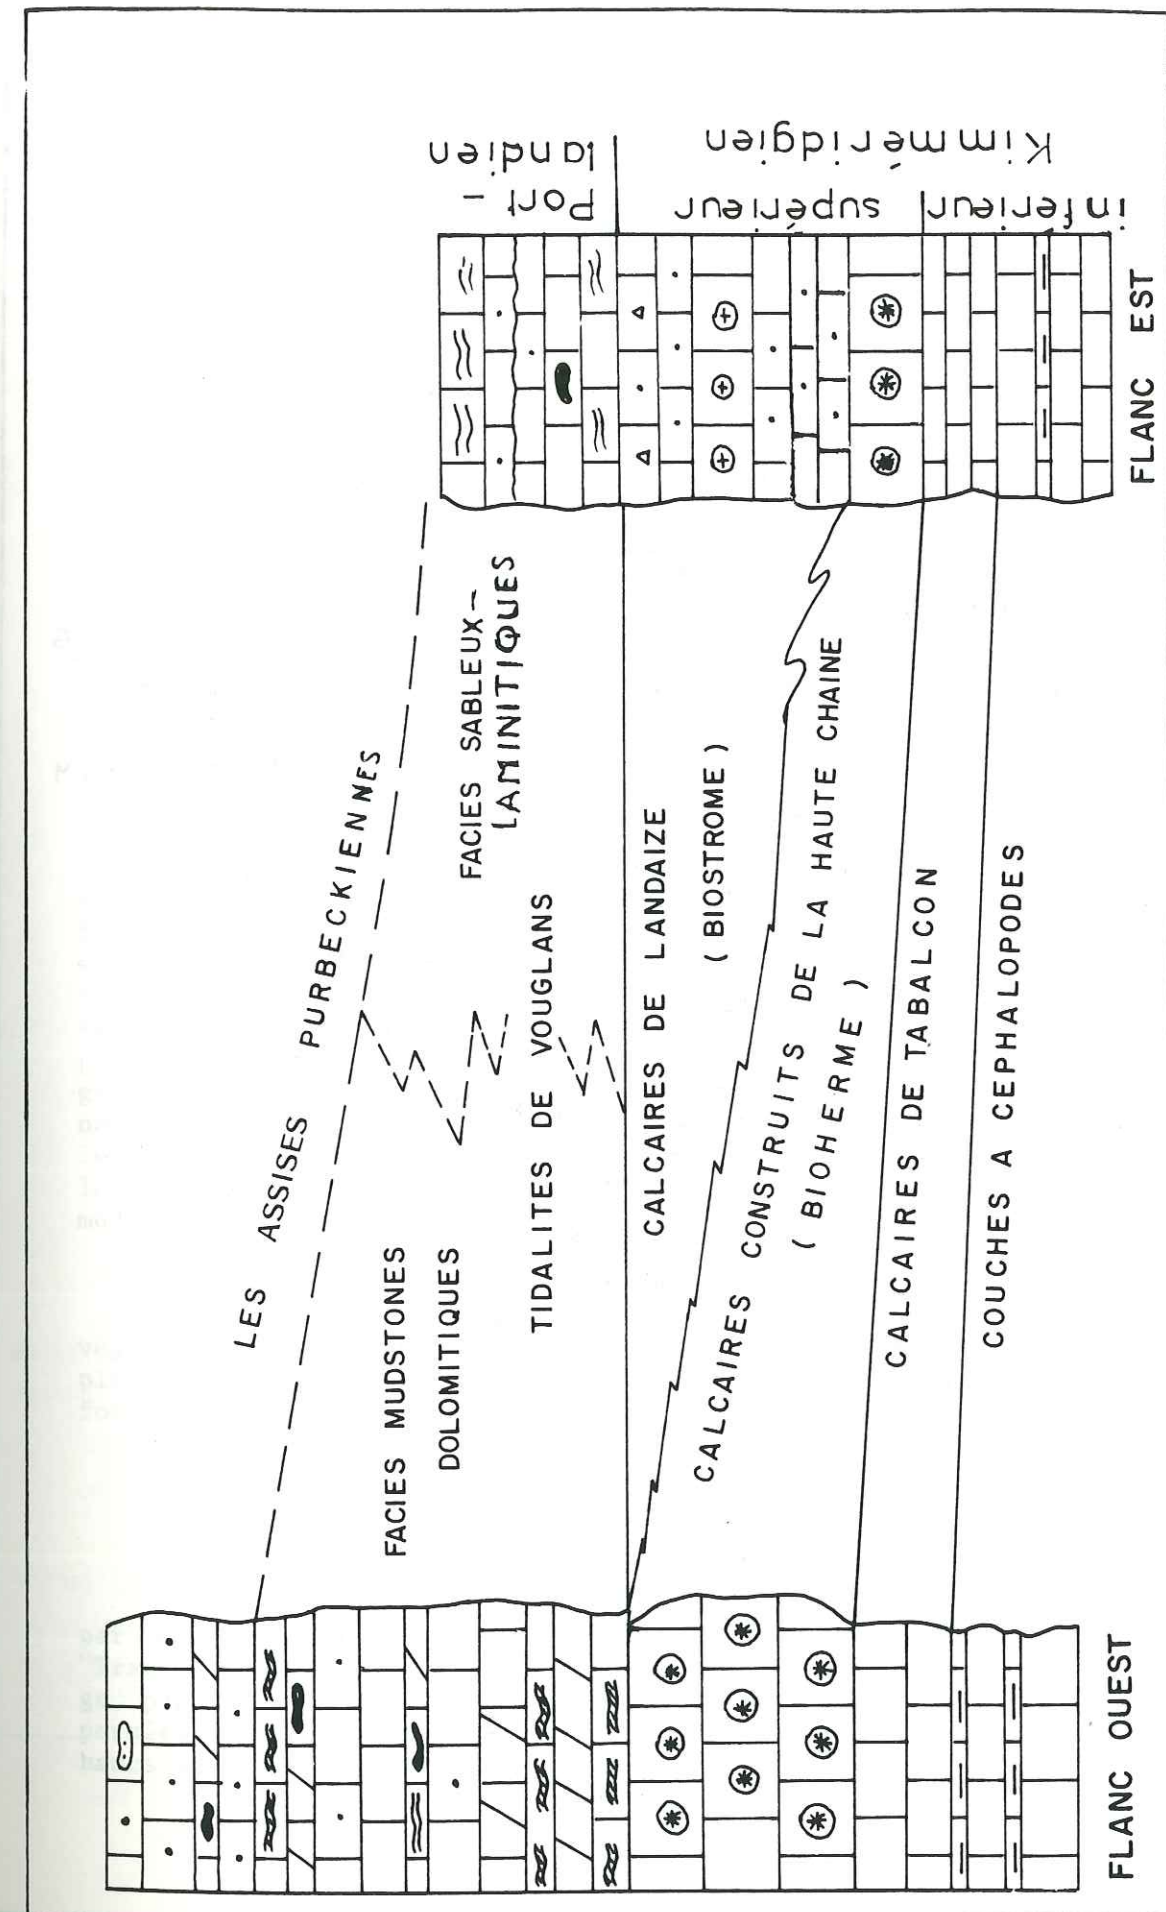 LES ASSISES PURBECKIENNES
FACIES MUDSTONES
DOLOMITIQUES
FACIES SABLEUX-
LAMINITIQUES
TIDALITES DE VOUGLANS
CALCAIRES DE LANDAIZE
( BIOSTROME )
CALCAIRES CONSTRUITS DE LA HAUTE CHAINE
( BIOHERME )
CALCAIRES DE TABALCON
COUCHES A CEPHALOPODES
FLANC OUEST
FLANC EST
Port-
landien
Kimméridgien
supérieur
inférieur